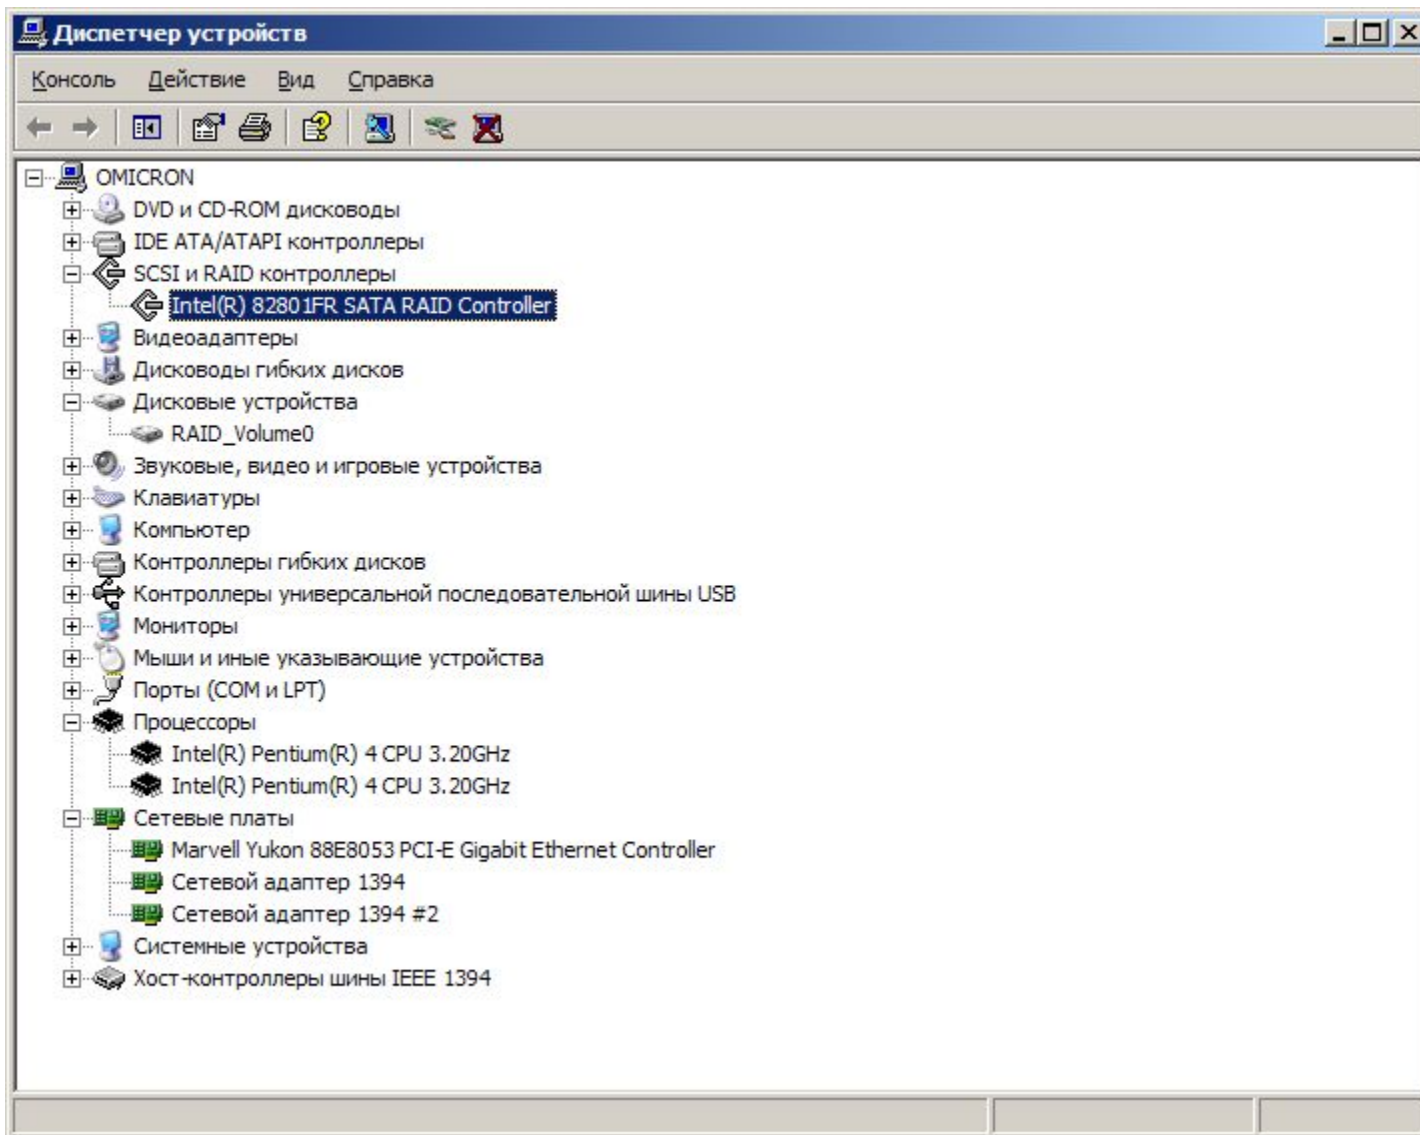 Диспетчер устройств
Консоль Действие Вид Справка
OMICRON
DVD и CD-ROM дисководы
IDE ATA/ATAPI контроллеры
SCSI и RAID контроллеры
Intel(R) 82801FR SATA RAID Controller
Видеоадаптеры
Дисководы гибких дисков
Дисковые устройства
RAID_Volume0
Звуковые, видео и игровые устройства
Клавиатуры
Компьютер
Контроллеры гибких дисков
Контроллеры универсальной последовательной шины USB
Мониторы
Мыши и иные указывающие устройства
Порты (COM и LPT)
Процессоры
Intel(R) Pentium(R) 4 CPU 3.20GHz
Intel(R) Pentium(R) 4 CPU 3.20GHz
Сетевые платы
Marvell Yukon 88E8053 PCI-E Gigabit Ethernet Controller
Сетевой адаптер 1394
Сетевой адаптер 1394 #2
Системные устройства
Хост-контроллеры шины IEEE 1394